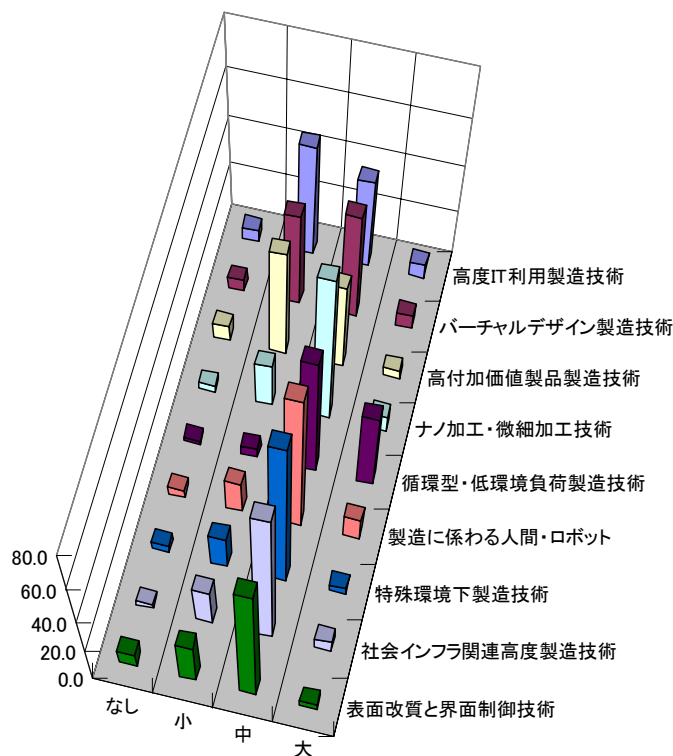 高度IT利用製造技術
バーチャルデザイン製造技術
高付加価値製品製造技術
ナノ加工・微細加工技術
循環型・低環境負荷製造技術
製造に係わる人間・ロボット
特殊環境下製造技術
社会インフラ関連高度製造技術
表面改質と界面制御技術
80.0
60.0
40.0
20.0
0.0
なし
小
中
大